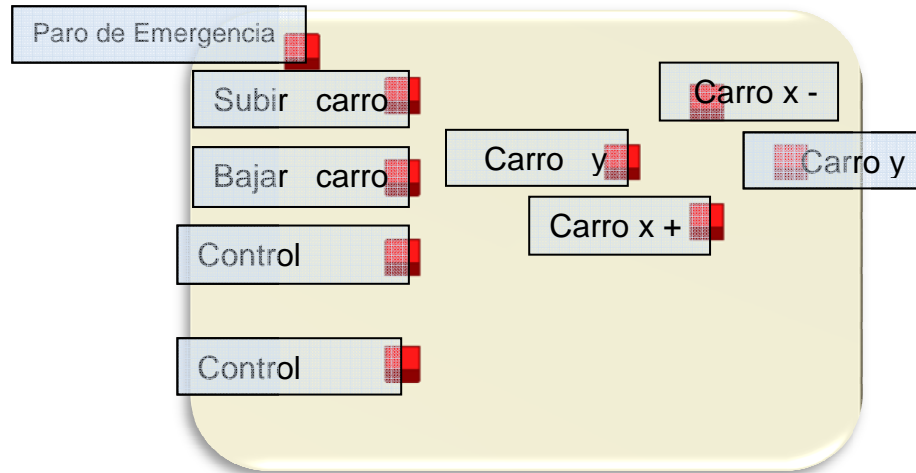 Paro de Emergencia
Subir carro
Carro x -
Bajar carro
Carro y
Carro y
Carro x +
Control
Control